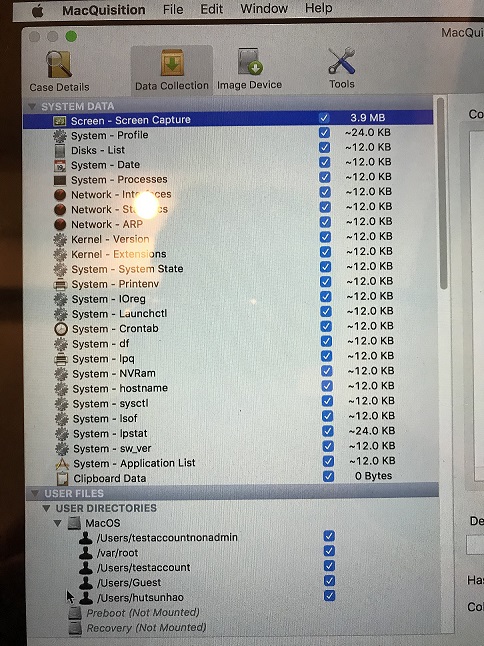 MacQuisition File Edit Window Help
MacQuis
Case Details Data Collection Image Device Tools
SYSTEM DATA
Co
Screen - Screen Capture 3.9 MB
System - Profile ~24.0 KB
Disks - List ~12.0 KB
System - Date ~12.0 KB
System - Processes ~12.0 KB
Network - Interfaces ~12.0 KB
Network - Statistics ~12.0 KB
Network - ARP ~12.0 KB
Kernel - Version ~12.0 KB
Kernel - Extensions ~12.0 KB
System - System State ~12.0 KB
System - Printenv ~12.0 KB
System - IOreg ~12.0 KB
System - Launchctl ~12.0 KB
System - Crontab ~12.0 KB
System - df ~12.0 KB
System - lpq ~12.0 KB
System - NVRam ~12.0 KB
System - hostname ~12.0 KB
System - sysctl ~12.0 KB
System - lsof ~12.0 KB
System - lpstat ~24.0 KB
System - sw_ver ~12.0 KB
System - Application List ~12.0 KB
Clipboard Data 0 Bytes
USER FILES
USER DIRECTORIES
MacOS
De
/Users/testaccountnonadmin
/var/root
/Users/testaccount
/Users/Guest
Has
/Users/hutsunhao
Col
Preboot (Not Mounted)
Recovery (Not Mounted)